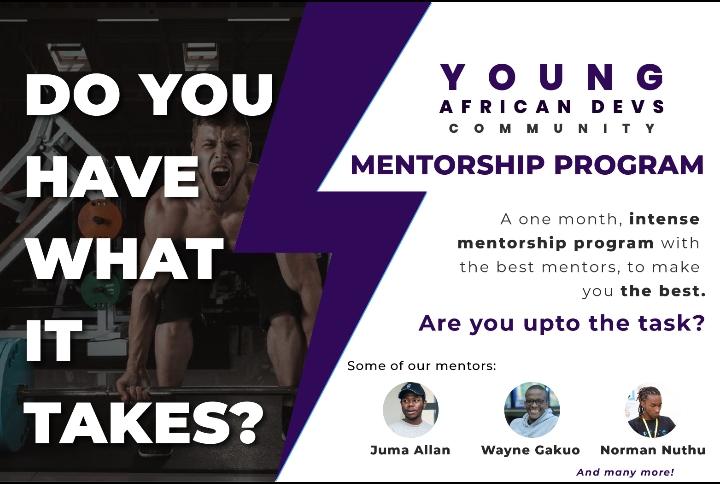 DO YOU
HAVE
WHAT
IT
TAKES?
YOUNG
AFRICAN DEVS
COMMUNITY
MENTORSHIP PROGRAM
A one month, intense
mentorship program with
the best mentors, to make
you the best.
Are you upto the task?
Some of our mentors:
Juma Allan
Wayne Gakuo
Norman Nuthu
And many more!